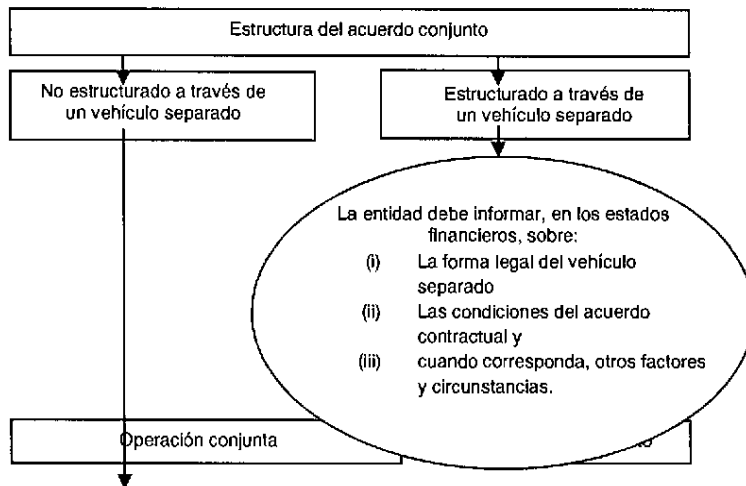 Estructura del acuerdo conjunto
No estructurado a través de
un vehículo separado
Estructurado a través de
un vehículo separado
La entidad debe informar, en los estados
financieros, sobre:
(i) La forma legal del vehículo
separado
(ii) Las condiciones del acuerdo
contractual y
(iii) cuando corresponda, otros factores
y circunstancias.
Operación conjunta